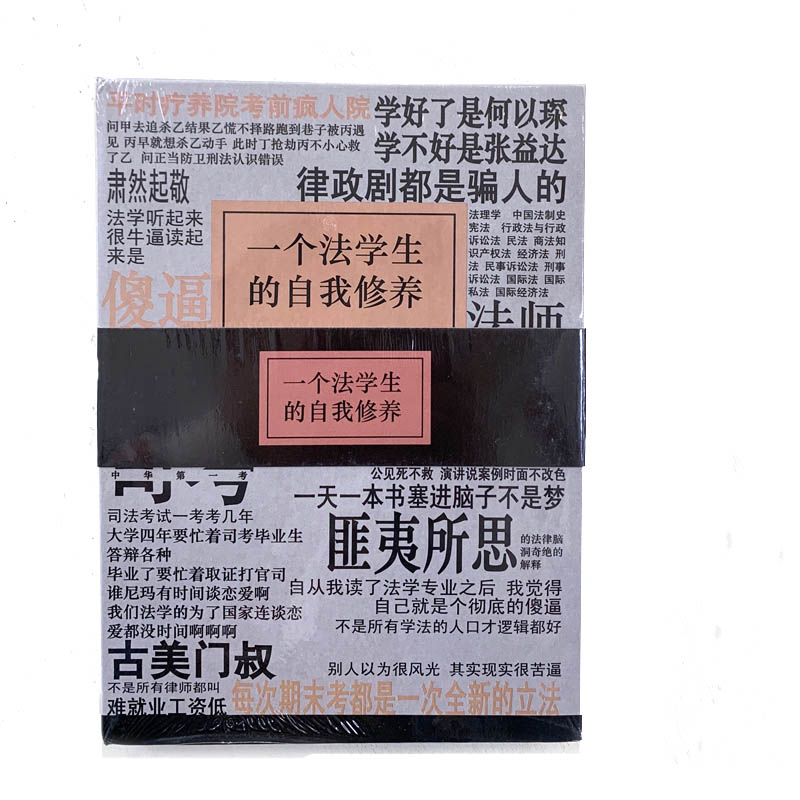 平时疗养院考前疯人院
学好了是何以琛
学不好是张益达
问甲去追杀乙结果乙慌不择路跑到巷子被丙遇
见 丙早就想杀乙动手 此时丁抢劫丙不小心救
了乙 问正当防卫刑法认识错误
肃然起敬
律政剧都是骗人的
法学听起来
很牛逼读起
来是
傻逼
一个法学生
的自我修养
法理学 中国法制史
宪法 行政法与行政
诉讼法 民法 商法知
识产权法 经济法 刑
法 民事诉讼法 刑事
诉讼法 国际法 国际
私法 国际经济法
法师
一个法学生
的自我修养
司考
中华第一考
公见死不救 演讲说案例时面不改色
一天一本书塞进脑子不是梦
司法考试一考考几年
大学四年要忙着司考毕业生
答辩各种
毕业了要忙着取证打官司
谁尼玛有时间谈恋爱啊
我们法学的为了国家连谈恋
爱都没时间啊啊啊
匪夷所思
的法律脑
洞奇绝的
解释
自从我读了法学专业之后 我觉得
自己就是个彻底的傻逼
不是所有学法的人口才逻辑都好
古美门叔
别人以为很风光 其实现实很苦逼
不是所有律师都叫
难就业工资低
每次期末考都是一次全新的立法